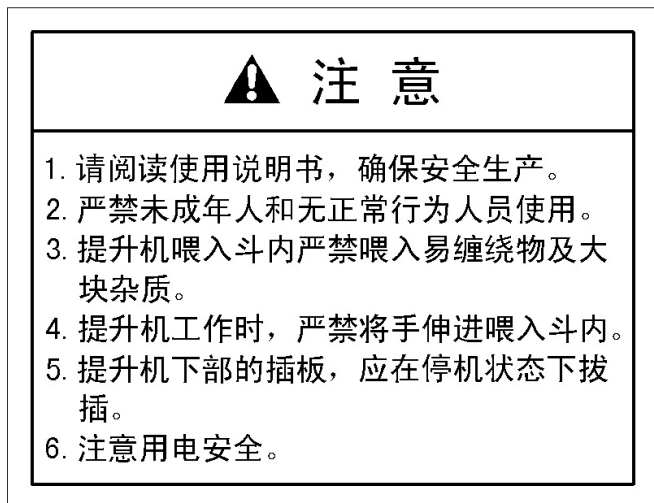 注 意
1. 请阅读使用说明书，确保安全生产。
2. 严禁未成年人和无正常行为人员使用。
3. 提升机喂入斗内严禁喂入易缠绕物及大
块杂质。
4. 提升机工作时，严禁将手伸进喂入斗内。
5. 提升机下部的插板，应在停机状态下拔
插。
6. 注意用电安全。